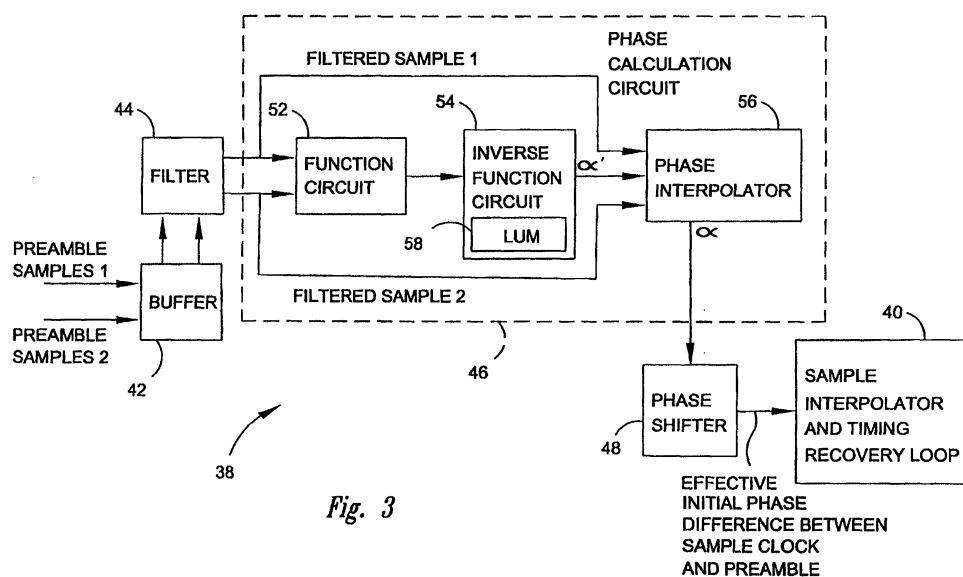 FILTERED SAMPLE 1
PHASE
CALCULATION
CIRCUIT
44
52
54
56
FILTER
FUNCTION
CIRCUIT
INVERSE
FUNCTION
CIRCUIT
α'
PHASE
INTERPOLATOR
58
LUM
α
PREAMBLE
SAMPLES 1
BUFFER
FILTERED SAMPLE 2
PREAMBLE
SAMPLES 2
42
46
40
PHASE
SHIFTER
48
SAMPLE
INTERPOLATOR
AND TIMING
RECOVERY LOOP
38
EFFECTIVE
INITIAL PHASE
DIFFERENCE BETWEEN
SAMPLE CLOCK
AND PREAMBLE
Fig. 3